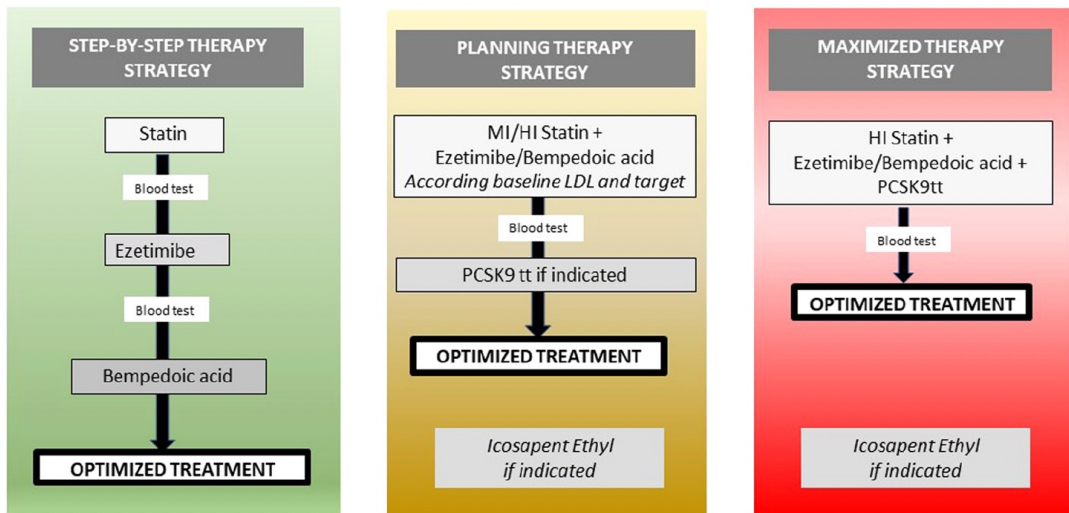 STEP-BY-STEP THERAPY
STRATEGY
Statin
Blood test
Ezetimibe
Blood test
Bempedoic acid
OPTIMIZED TREATMENT
PLANNING THERAPY
STRATEGY
MI/HI Statin +
Ezetimibe/Bempedoic acid
According baseline LDL and target
Blood test
PCSK9 tt if indicated
OPTIMIZED TREATMENT
Icosapent Ethyl
if indicated
MAXIMIZED THERAPY
STRATEGY
HI Statin +
Ezetimibe/Bempedoic acid +
PCSK9tt
Blood test
OPTIMIZED TREATMENT
Icosapent Ethyl
if indicated